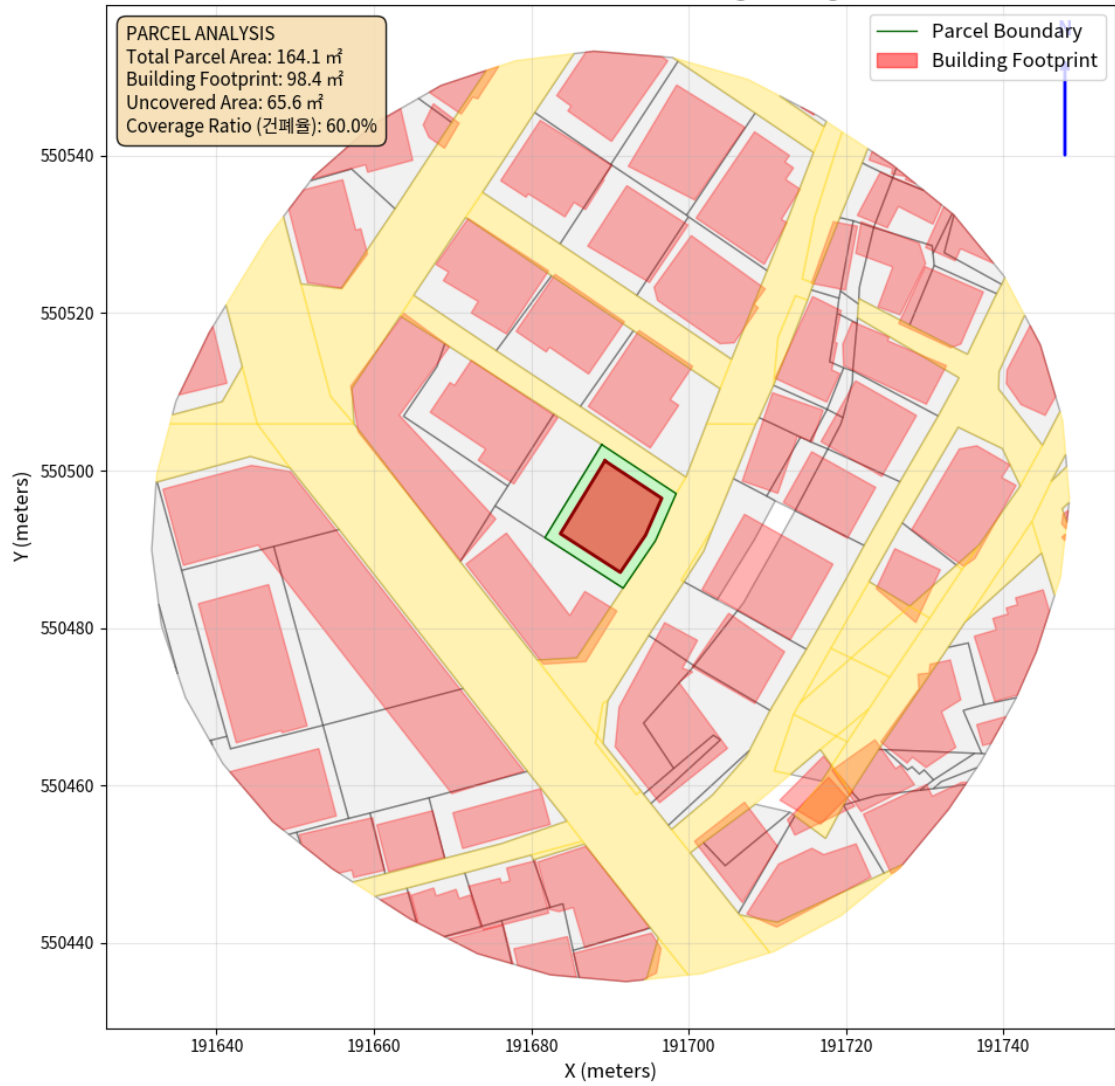 PARCEL ANALYSIS
Total Parcel Area: 164.1 ㎡
Building Footprint: 98.4 ㎡
Uncovered Area: 65.6 ㎡
Coverage Ratio (건폐율): 60.0%
Parcel Boundary
Building Footprint
N
550540
550520
550500
550480
550460
550440
Y (meters)
191640
191660
191680
191700
191720
191740
X (meters)